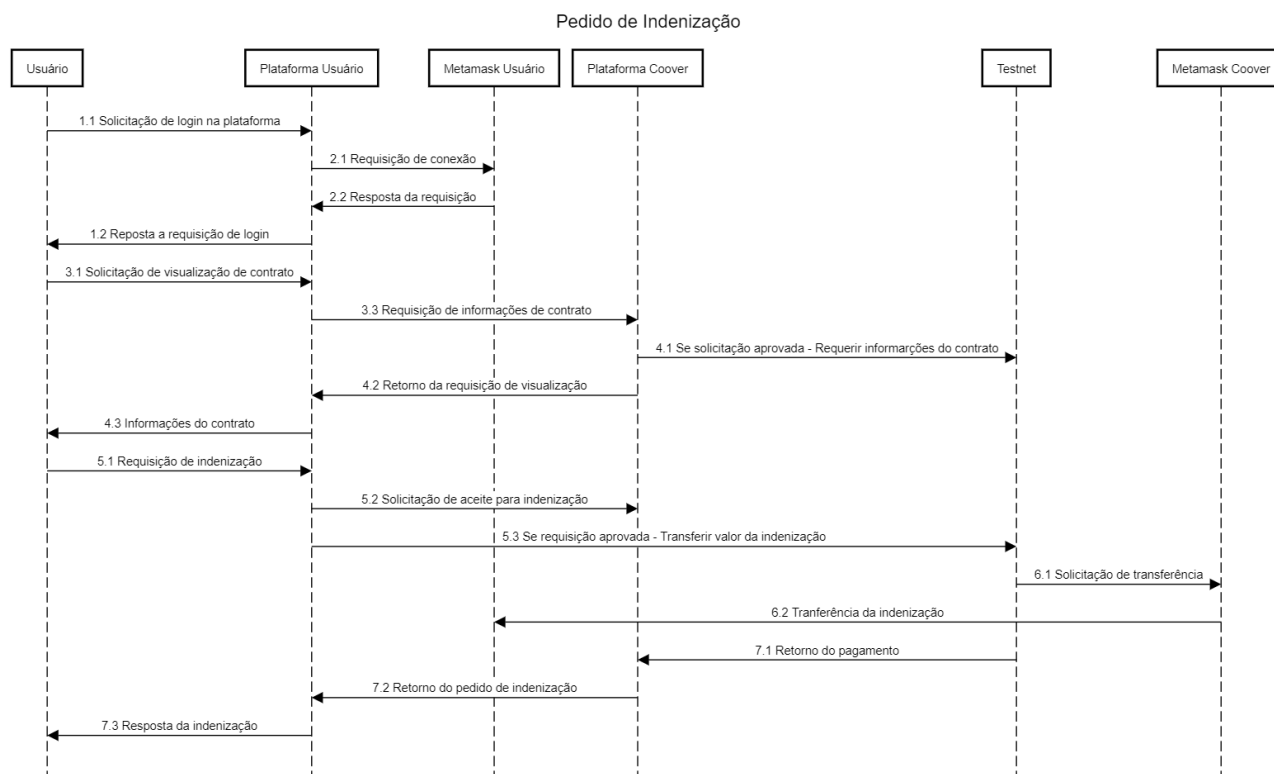 Pedido de Indenização
Usuário
Plataforma Usuário
Metamask Usuário
Plataforma Coover
Testnet
Metamask Coover
1.1 Solicitação de login na plataforma
2.1 Requisição de conexão
2.2 Resposta da requisição
1.2 Reposta a requisição de login
3.1 Solicitação de visualização de contrato
3.3 Requisição de informações de contrato
4.1 Se solicitação aprovada - Requerir informarções do contrato
4.2 Retorno da requisição de visualização
4.3 Informações do contrato
5.1 Requisição de indenização
5.2 Solicitação de aceite para indenização
5.3 Se requisição aprovada - Transferir valor da indenização
6.1 Solicitação de transferência
6.2 Tranferência da indenização
7.1 Retorno do pagamento
7.2 Retorno do pedido de indenização
7.3 Resposta da indenização